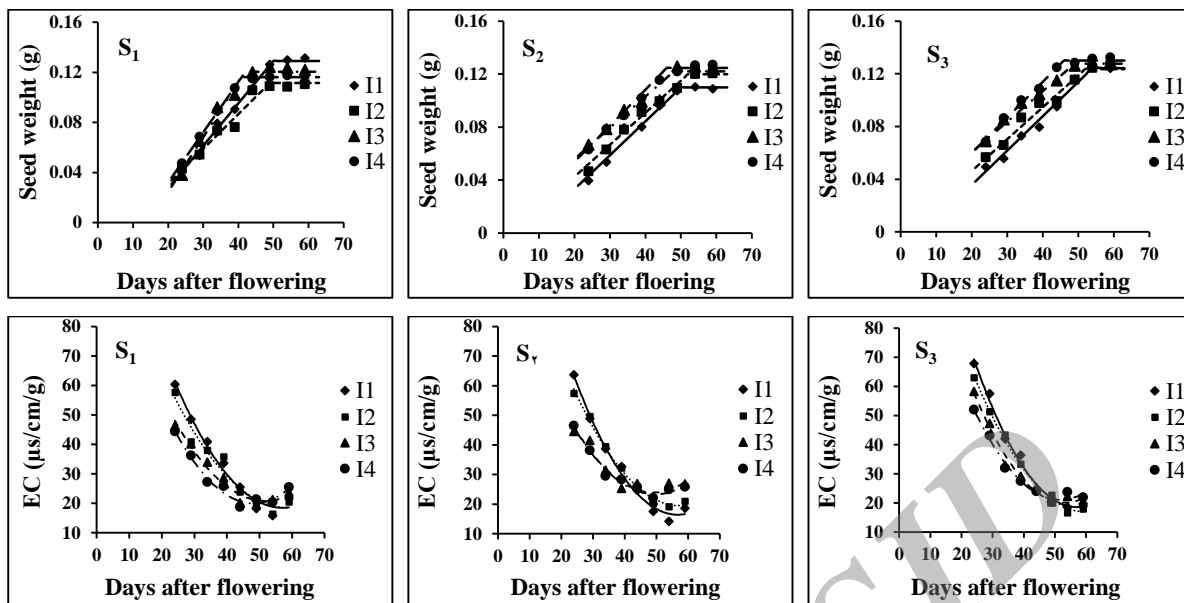 0.16
0.12
0.08
0.04
0
Seed weight (g)
S1
I1
I2
I3
I4
0 10 20 30 40 50 60 70
Days after flowering
0.16
0.12
0.08
0.04
0
Seed weight (g)
S2
I1
I2
I3
I4
0 10 20 30 40 50 60 70
Days after floering
0.16
0.12
0.08
0.04
0
Seed weight (g)
S3
I1
I2
I3
I4
0 10 20 30 40 50 60 70
Days after flowering
80
70
60
50
40
30
20
10
EC (µs/cm/g)
S1
I1
I2
I3
I4
0 10 20 30 40 50 60 70
Days after flowering
80
70
60
50
40
30
20
10
EC (µs/cm/g)
S۲
I1
I2
I3
I4
0 10 20 30 40 50 60 70
Days after flowering
80
70
60
50
40
30
20
10
EC (µs/cm/g)
S3
I1
I2
I3
I4
0 10 20 30 40 50 60 70
Days after flowering
SID